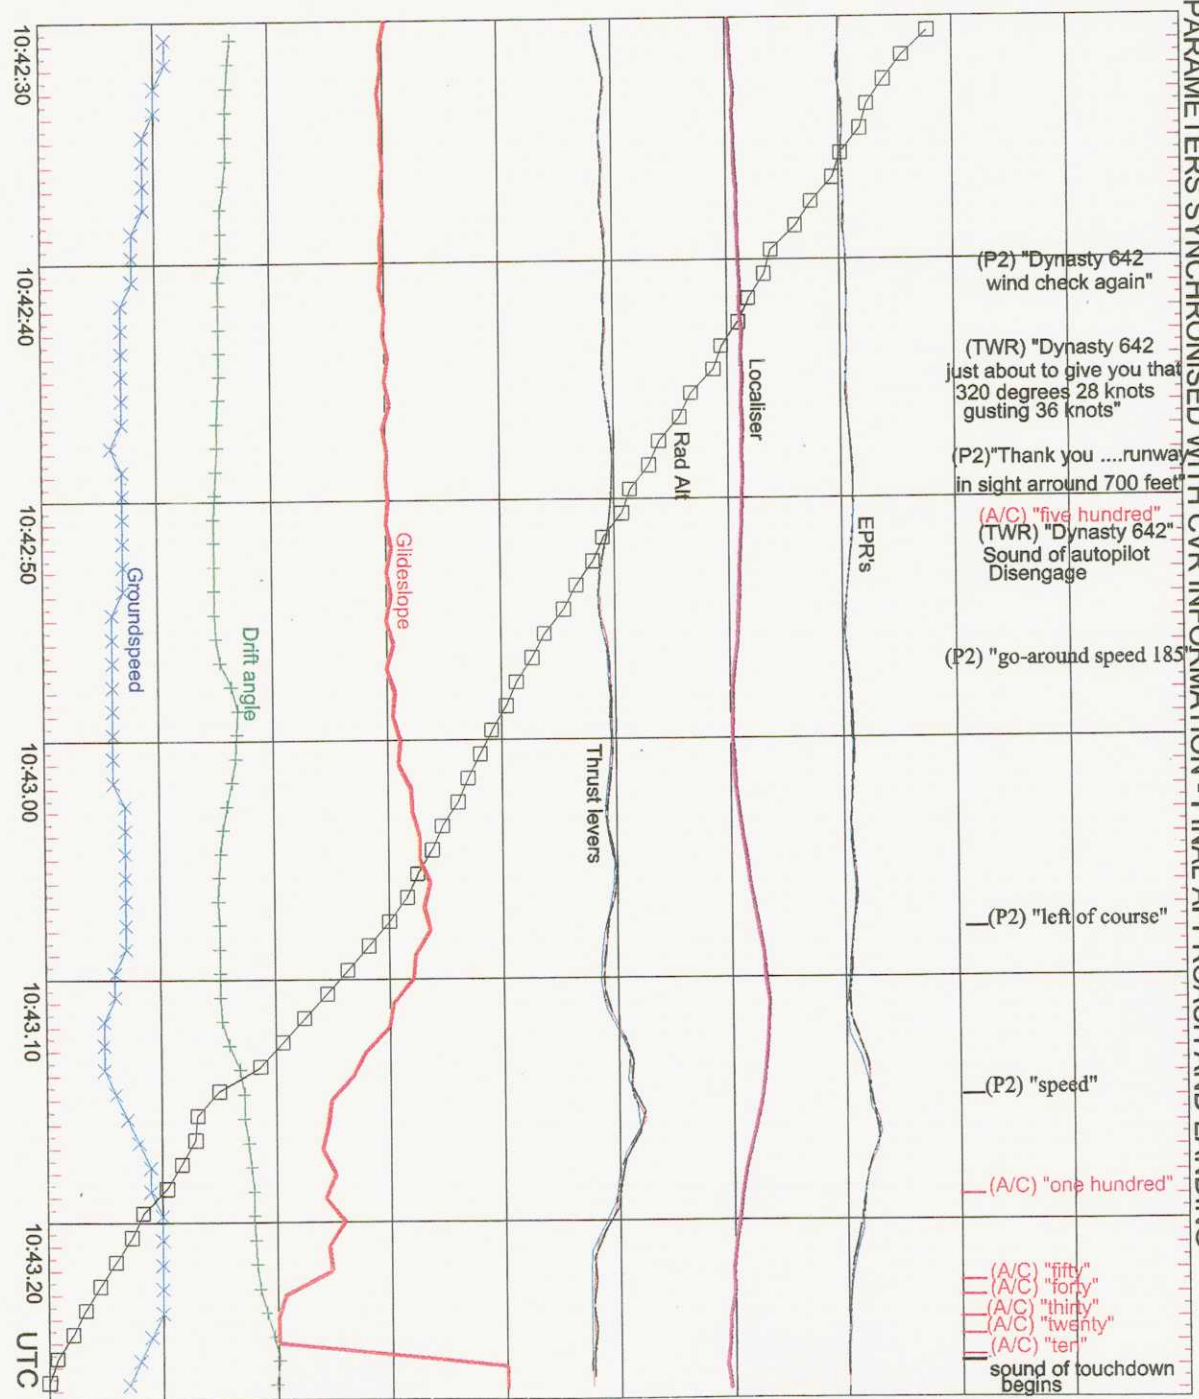 PARAMETERS SYNCHRONISED WITH CVR INFORMATION - FINAL APPROACH AND LANDING
(P2) "Dynasty 642
wind check again"
(TWR) "Dynasty 642
just about to give you that
320 degrees 28 knots
gusting 36 knots"
(P2)"Thank you ....runway
in sight arround 700 feet"
(A/C) "five hundred"
(TWR) "Dynasty 642"
Sound of autopilot
Disengage
(P2) "go-around speed 185"
(P2) "left of course"
(P2) "speed"
(A/C) "one hundred"
(A/C) "fifty"
(A/C) "forty"
(A/C) "thirty"
(A/C) "twenty"
(A/C) "ten"
sound of touchdown
begins
EPR's
Localiser
Rad Alt
Thrust levers
Glideslope
Drift angle
Groundspeed
10:42:30
10:42:40
10:42:50
10:43.00
10:43.10
10:43.20
UTC